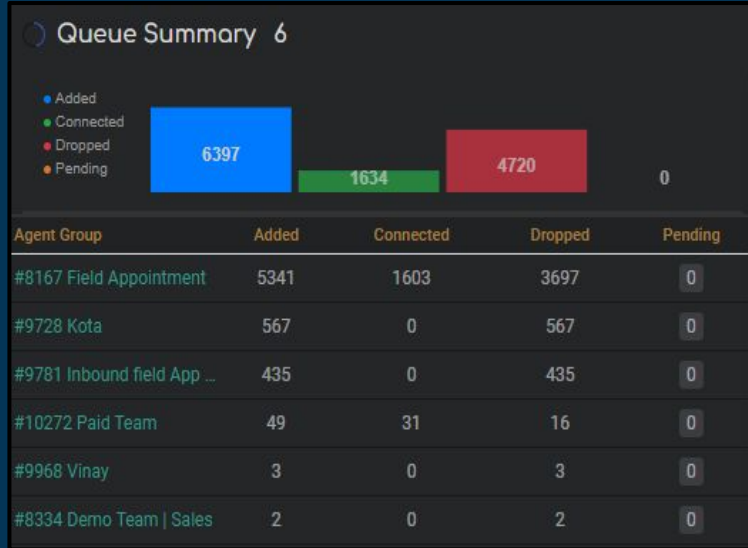 Queue Summary 6
Added
Connected
Dropped
Pending
6397
1634
4720
0
Agent Group Added Connected Dropped Pending
#8167 Field Appointment 5341 1603 3697 0
#9728 Kota 567 0 567 0
#9781 Inbound field App ... 435 0 435 0
#10272 Paid Team 49 31 16 0
#9968 Vinay 3 0 3 0
#8334 Demo Team | Sales 2 0 2 0